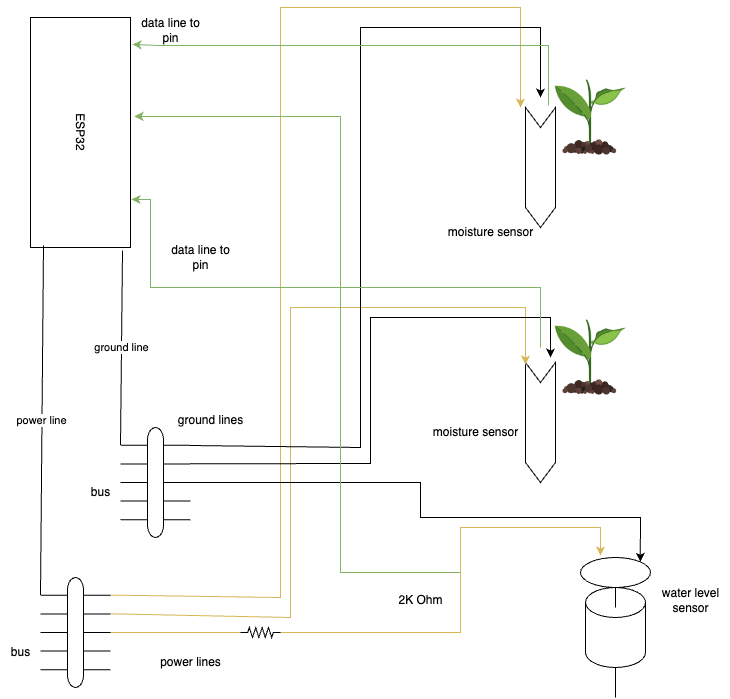 data line to
pin
ESP32
moisture sensor
data line to
pin
ground line
power line
ground lines
moisture sensor
bus
2K Ohm
water level
sensor
bus
power lines